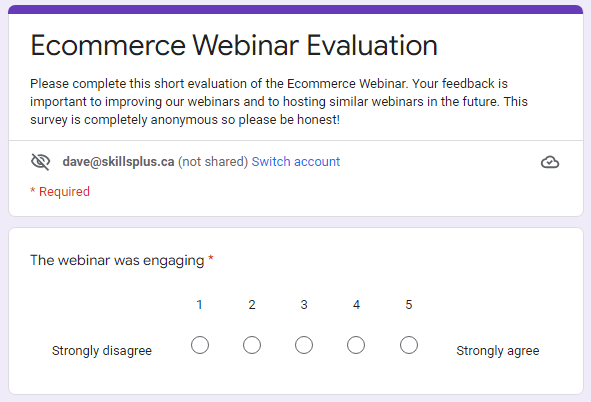 Ecommerce Webinar Evaluation
Please complete this short evaluation of the Ecommerce Webinar. Your feedback is
important to improving our webinars and to hosting similar webinars in the future. This
survey is completely anonymous so please be honest!
dave@skillsplus.ca (not shared) Switch account
* Required
The webinar was engaging *
1 2 3 4 5
Strongly disagree Strongly agree